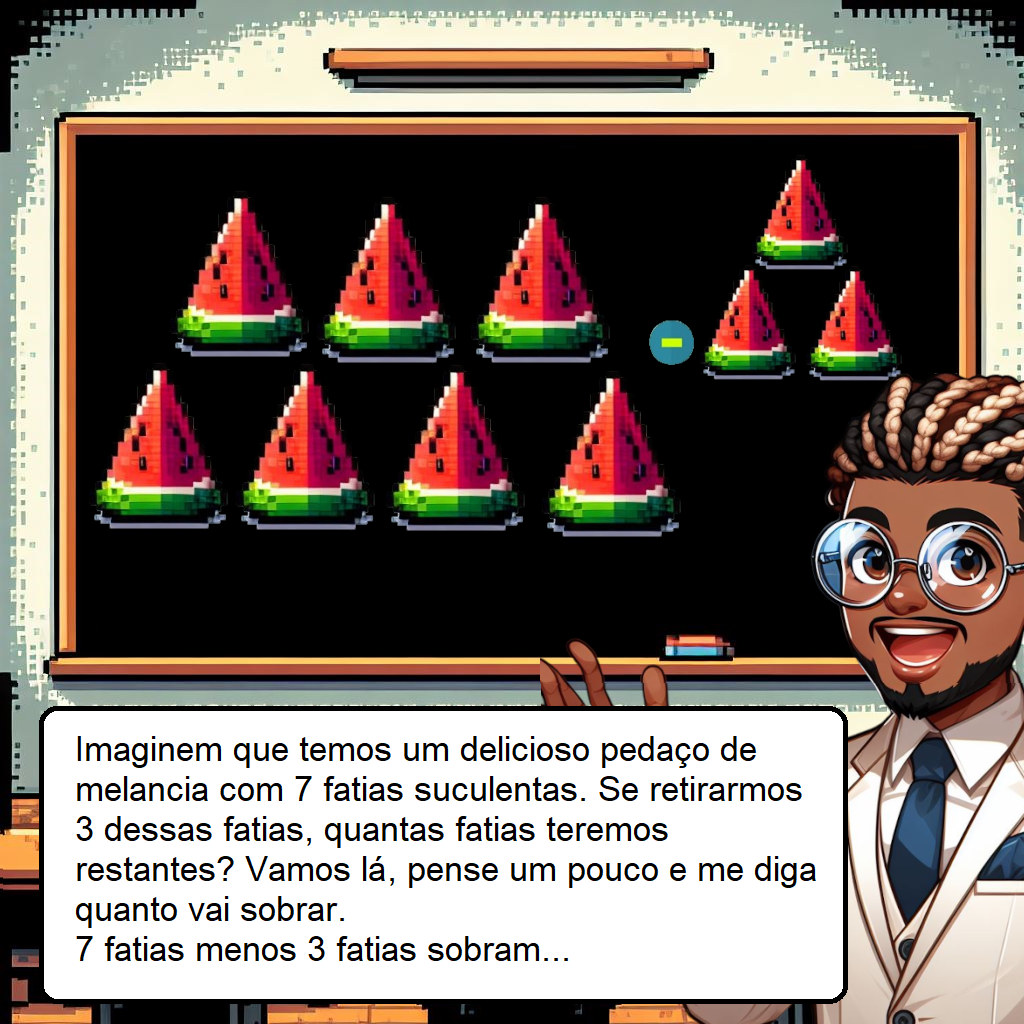 Imaginem que temos um delicioso pedaço de
melancia com 7 fatias suculentas. Se retirarmos
3 dessas fatias, quantas fatias teremos
restantes? Vamos lá, pense um pouco e me diga
quanto vai sobrar.
7 fatias menos 3 fatias sobram...